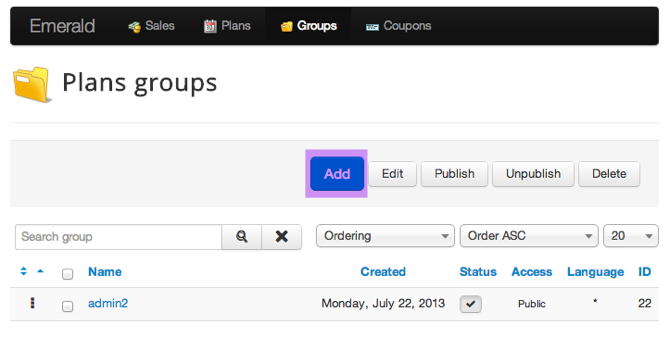 Emerald Sales Plans Groups Coupons
Plans groups
Add Edit Publish Unpublish Delete
Search group Ordering Order ASC 20
Name Created Status Access Language ID
admin2 Monday, July 22, 2013 Public * 22